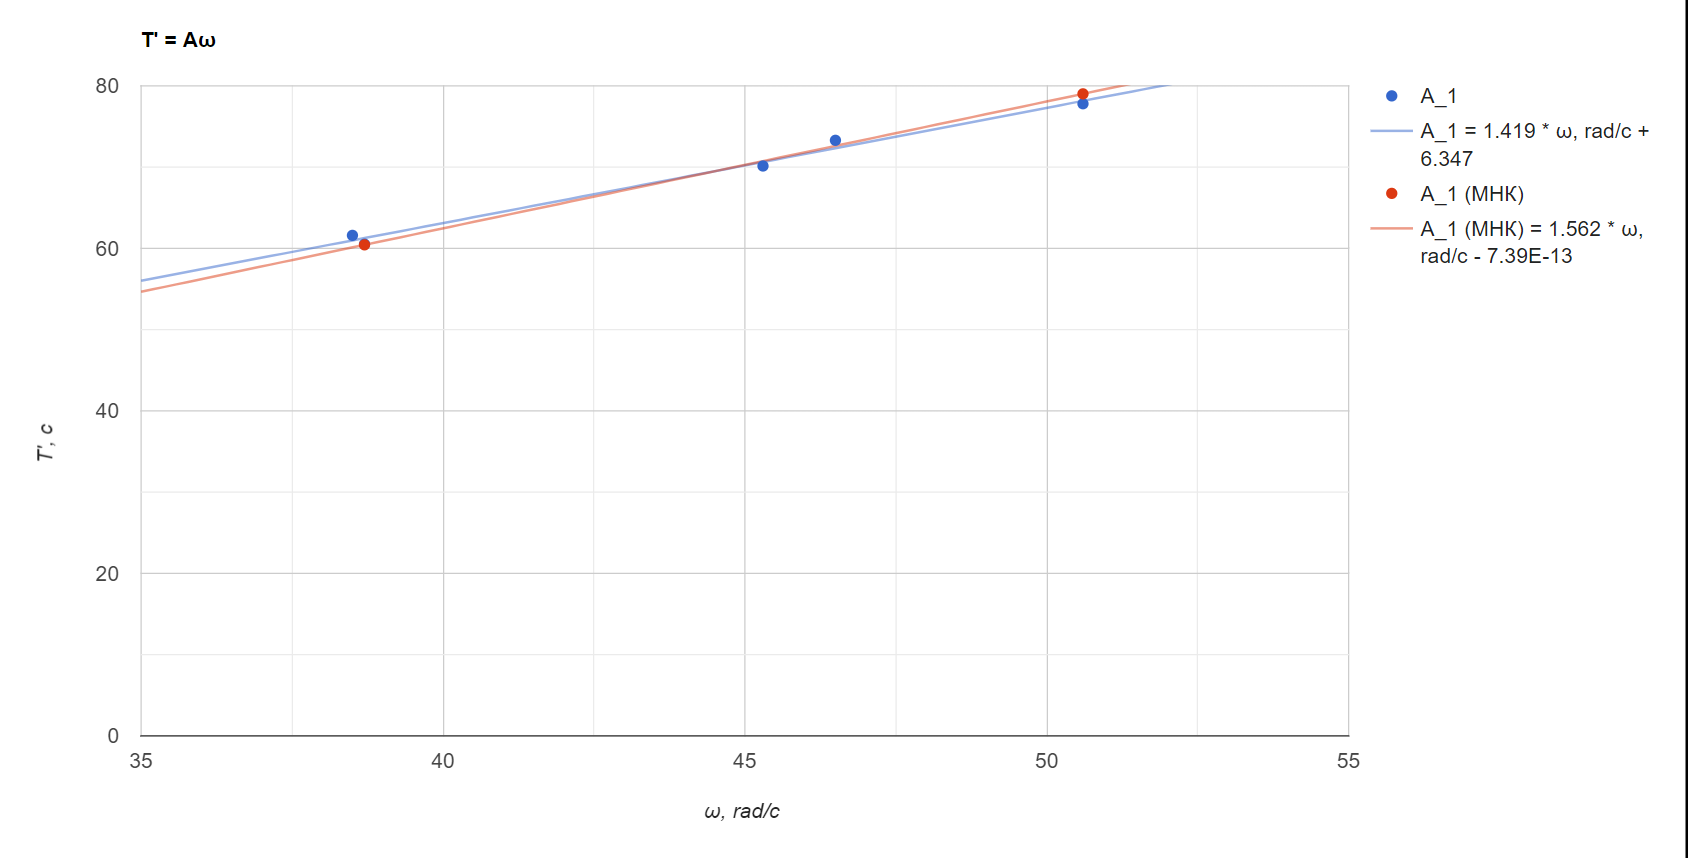 T' = Aω
80
60
40
20
0
35
40
45
50
55
T', c
ω, rad/c
A_1
A_1 = 1.419 * ω, rad/c +
6.347
A_1 (МНК)
A_1 (МНК) = 1.562 * ω,
rad/c - 7.39E-13